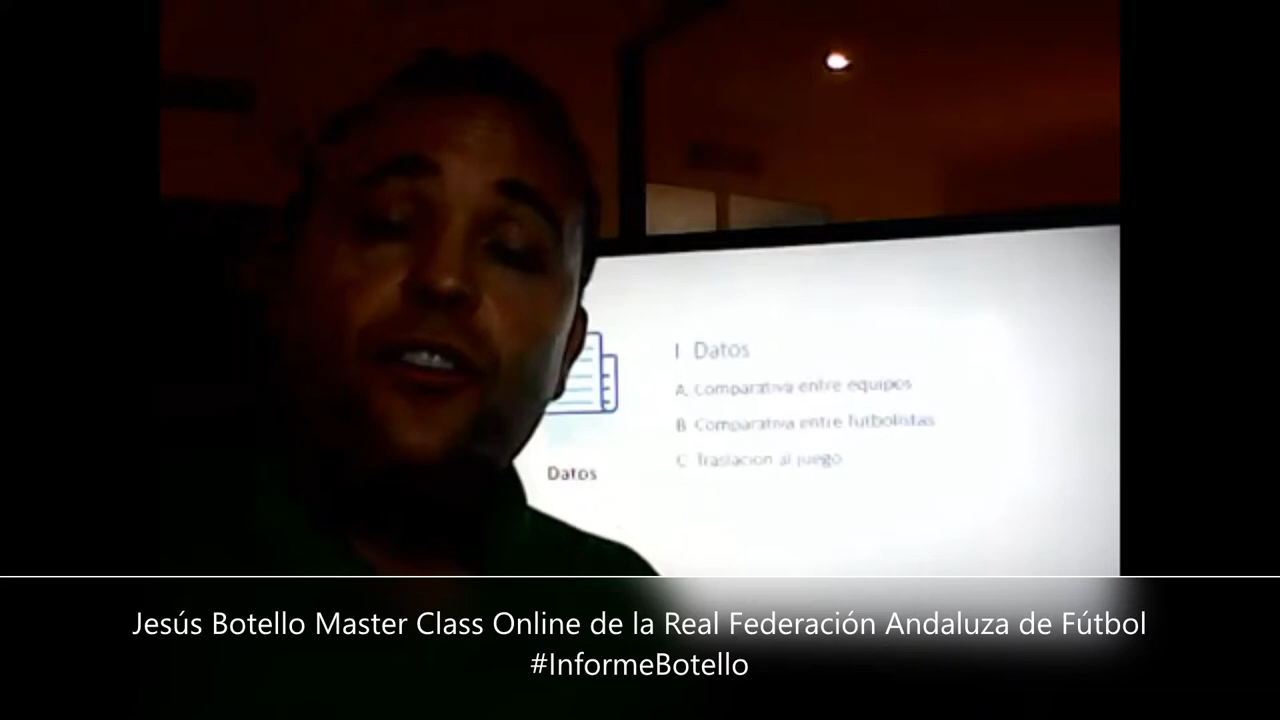 I Datos
A. Comparativa entre equipos
B Comparativa entre futbolistas
C Traslacion al juego
Datos
Jesús Botello Master Class Online de la Real Federación Andaluza de Fútbol
#InformeBotello